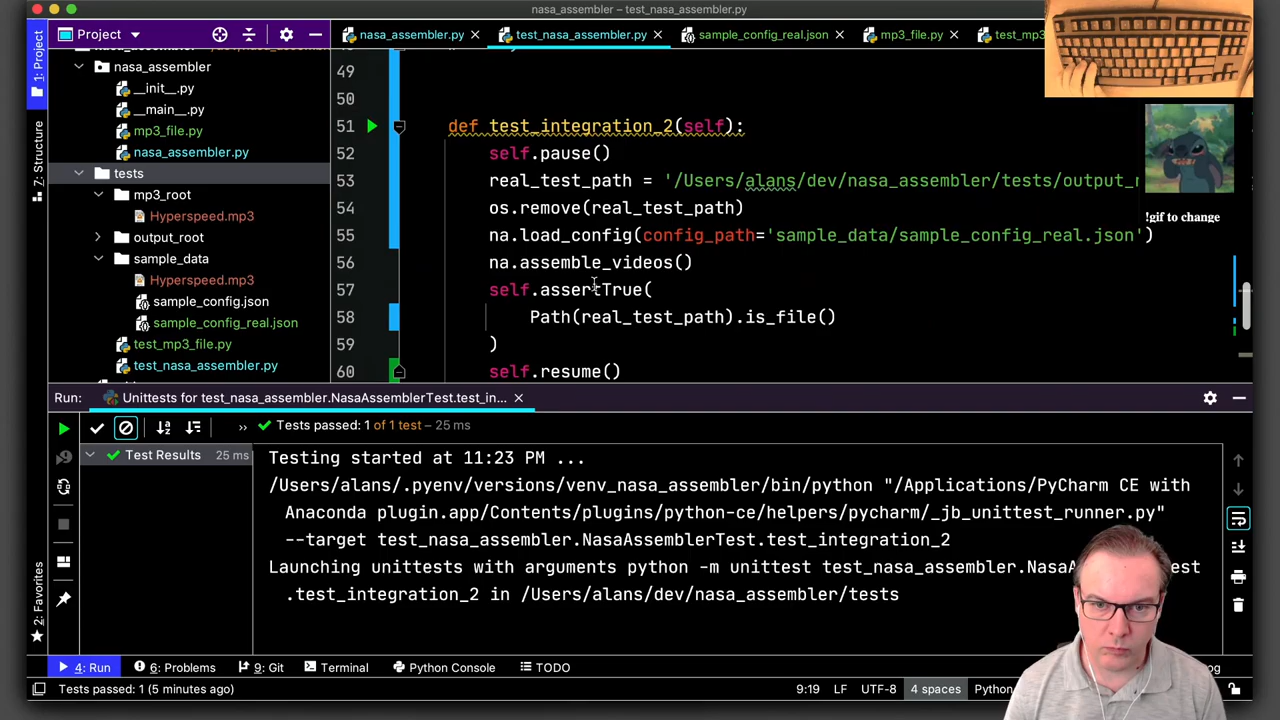 nasa_assembler – test_nasa_assembler.py
Project
nasa_assembler.py
test_nasa_assembler.py
sample_config_real.json
mp3_file.py
test_mp3
1: Project
Z: Structure
2: Favorites
nasa_assembler
__init__.py
__main__.py
mp3_file.py
nasa_assembler.py
tests
mp3_root
Hyperspeed.mp3
output_root
sample_data
Hyperspeed.mp3
sample_config.json
sample_config_real.json
test_mp3_file.py
test_nasa_assembler.py
49
50
51 def test_integration_2(self):
52 self.pause()
53 real_test_path = '/Users/alans/dev/nasa_assembler/tests/output_r
54 os.remove(real_test_path)
55 na.load_config(config_path='sample_data/sample_config_real.json')
56 na.assemble_videos()
57 self.assertTrue(
58 Path(real_test_path).is_file()
59 )
60 self.resume()
!gif to change
Run: Unittests for test_nasa_assembler.NasaAssemblerTest.test_in...
Tests passed: 1 of 1 test – 25 ms
Test Results 25 ms
Testing started at 11:23 PM ...
/Users/alans/.pyenv/versions/venv_nasa_assembler/bin/python "/Applications/PyCharm CE with
Anaconda plugin.app/Contents/plugins/python-ce/helpers/pycharm/_jb_unittest_runner.py"
--target test_nasa_assembler.NasaAssemblerTest.test_integration_2
Launching unittests with arguments python -m unittest test_nasa_assembler.NasaAssemblerTest
.test_integration_2 in /Users/alans/dev/nasa_assembler/tests
4: Run 6: Problems 9: Git Terminal Python Console TODO
Tests passed: 1 (5 minutes ago) 9:19 LF UTF-8 4 spaces Python